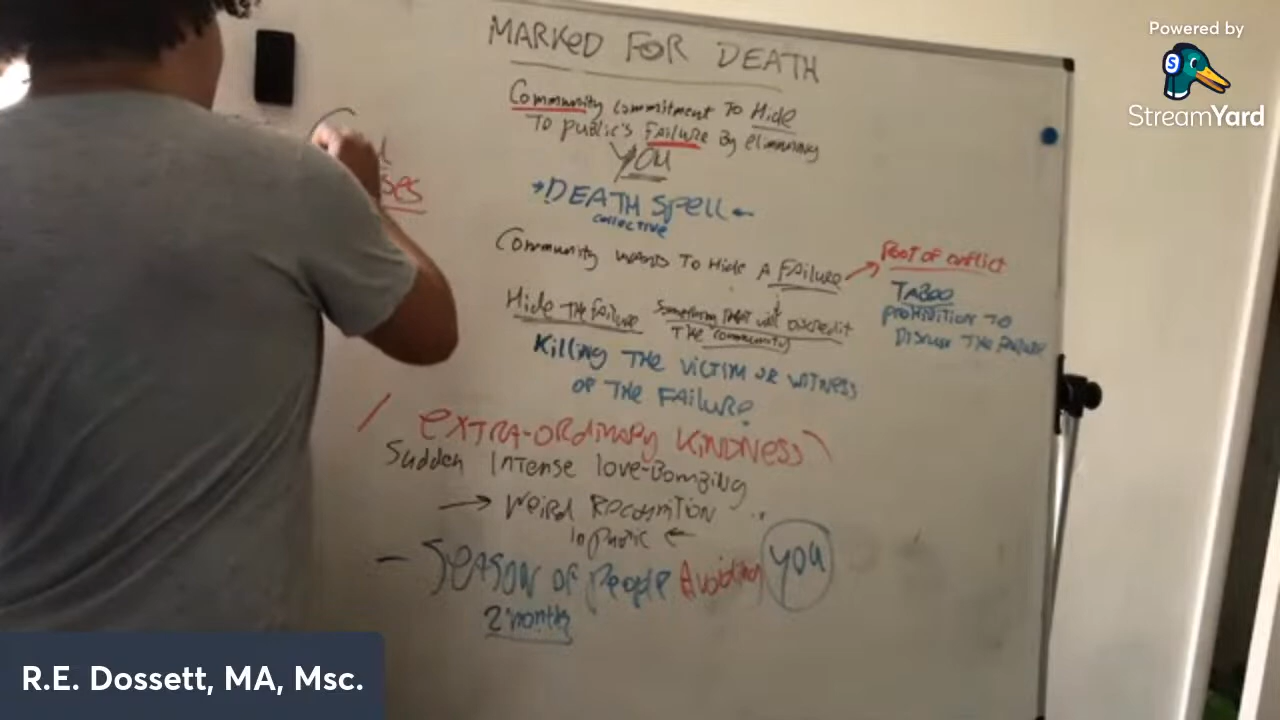 MARKED FOR DEATH
Community commitment To Hide
To public's FAILURE By elimining
YOU
DEATH SPell
collective
Community wants To Hide A FAILURE
Root of conflict
TABOO
PROHIBITION TO
THE FAILURE
Hide THE FAILURE
Something THAT will discredit
THE community
Killing THE VICTIM OR WITNESS
OF THE FAILURE
EXTRA-ORdinary KINDNESS
Sudden Intense love-Bombing
Weird Recognition
In public
SEASON OF People Avoiding YOU
2 months
Powered by
StreamYard
R.E. Dossett, MA, Msc.